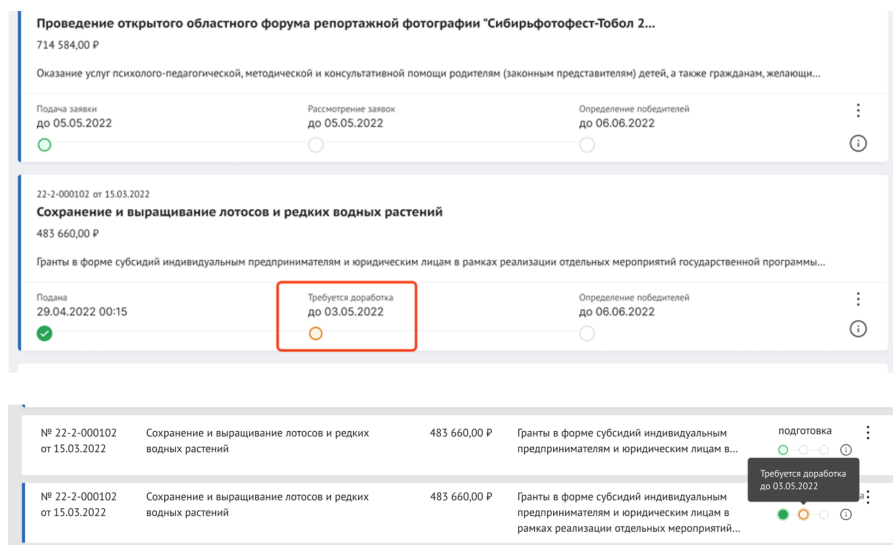 Проведение открытого областного форума репортажной фотографии "Сибирьфотофест-Тобол 2...
714 584,00 ₽
Оказание услуг психолого-педагогической, методической и консультативной помощи родителям (законным представителям) детей, а также гражданам, желающи...
Подача заявки Рассмотрение заявок Определение победителей
до 05.05.2022 до 05.05.2022 до 06.06.2022
22-2-000102 от 15.03.2022
Сохранение и выращивание лотосов и редких водных растений
483 660,00 ₽
Гранты в форме субсидий индивидуальным предпринимателям и юридическим лицам в рамках реализации отдельных мероприятий государственной программы...
Подана Требуется доработка Определение победителей
29.04.2022 00:15 до 03.05.2022 до 06.06.2022
№ 22-2-000102 Сохранение и выращивание лотосов и редких 483 660,00 ₽ Гранты в форме субсидий индивидуальным подготовка
от 15.03.2022 водных растений предпринимателям и юридическим лицам в...
Требуется доработка
до 03.05.2022
№ 22-2-000102 Сохранение и выращивание лотосов и редких 483 660,00 ₽ Гранты в форме субсидий индивидуальным а
от 15.03.2022 водных растений предпринимателям и юридическим лицам в
рамках реализации отдельных мероприятий...